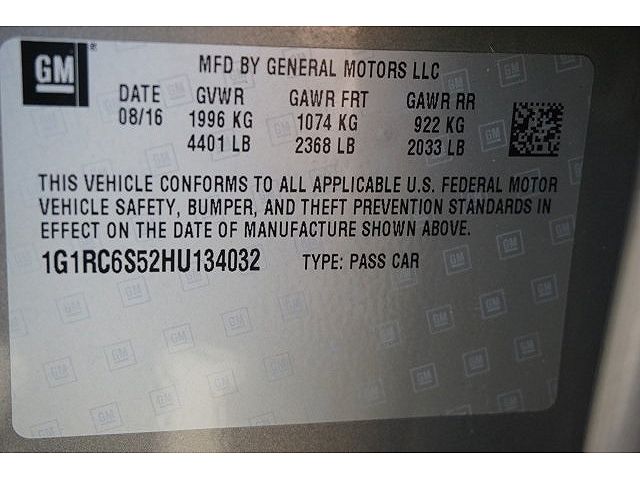 GM
MFD BY GENERAL MOTORS LLC
DATE GVWR GAWR FRT GAWR RR
08/16 1996 KG 1074 KG 922 KG
4401 LB 2368 LB 2033 LB
THIS VEHICLE CONFORMS TO ALL APPLICABLE U.S. FEDERAL MOTOR
VEHICLE SAFETY, BUMPER, AND THEFT PREVENTION STANDARDS IN
EFFECT ON THE DATE OF MANUFACTURE SHOWN ABOVE.
1G1RC6S52HU134032 TYPE: PASS CAR